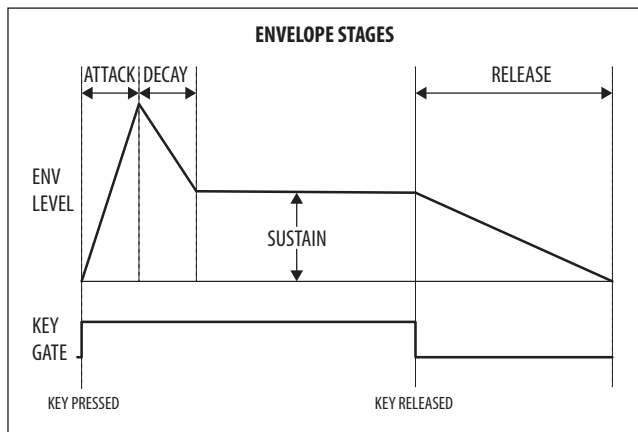 ENVELOPE STAGES
ATTACK DECAY
RELEASE
ENV
LEVEL
SUSTAIN
KEY
GATE
KEY PRESSED
KEY RELEASED